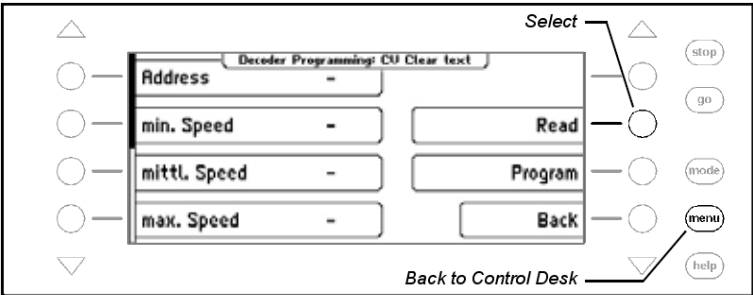 Select
stop
Decoder Programming: CV Clear text
Address -
go
min. Speed - Read
mittl. Speed - Program
mode
max. Speed - Back
menu
Back to Control Desk
help